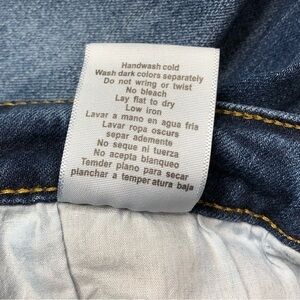 Handwash cold
Wash dark colors separately
Do not wring or twist
No bleach
Lay flat to dry
Low iron
Lavar a mano en agua fria
Lavar ropa oscurs
separ ademente
No seque ni tuerza
No acepta blanqueo
Tender plano para secar
planchar a temper atura baja